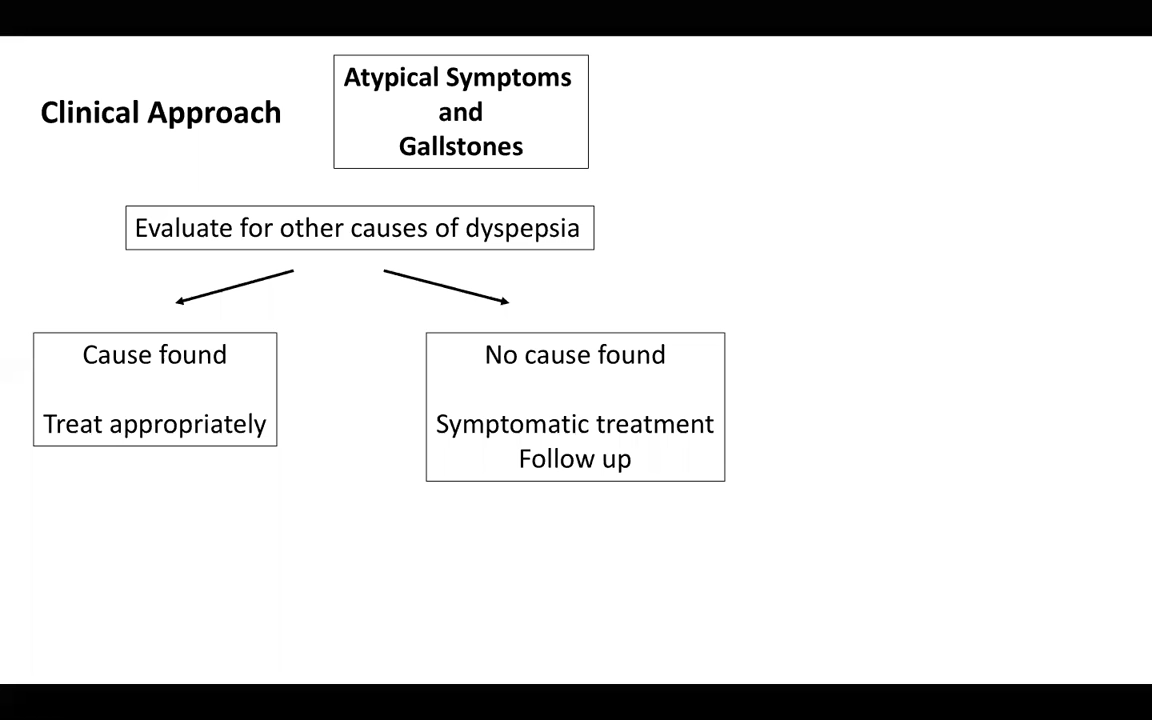 Clinical Approach
Atypical Symptoms
and
Gallstones
Evaluate for other causes of dyspepsia
Cause found
Treat appropriately
No cause found
Symptomatic treatment
Follow up